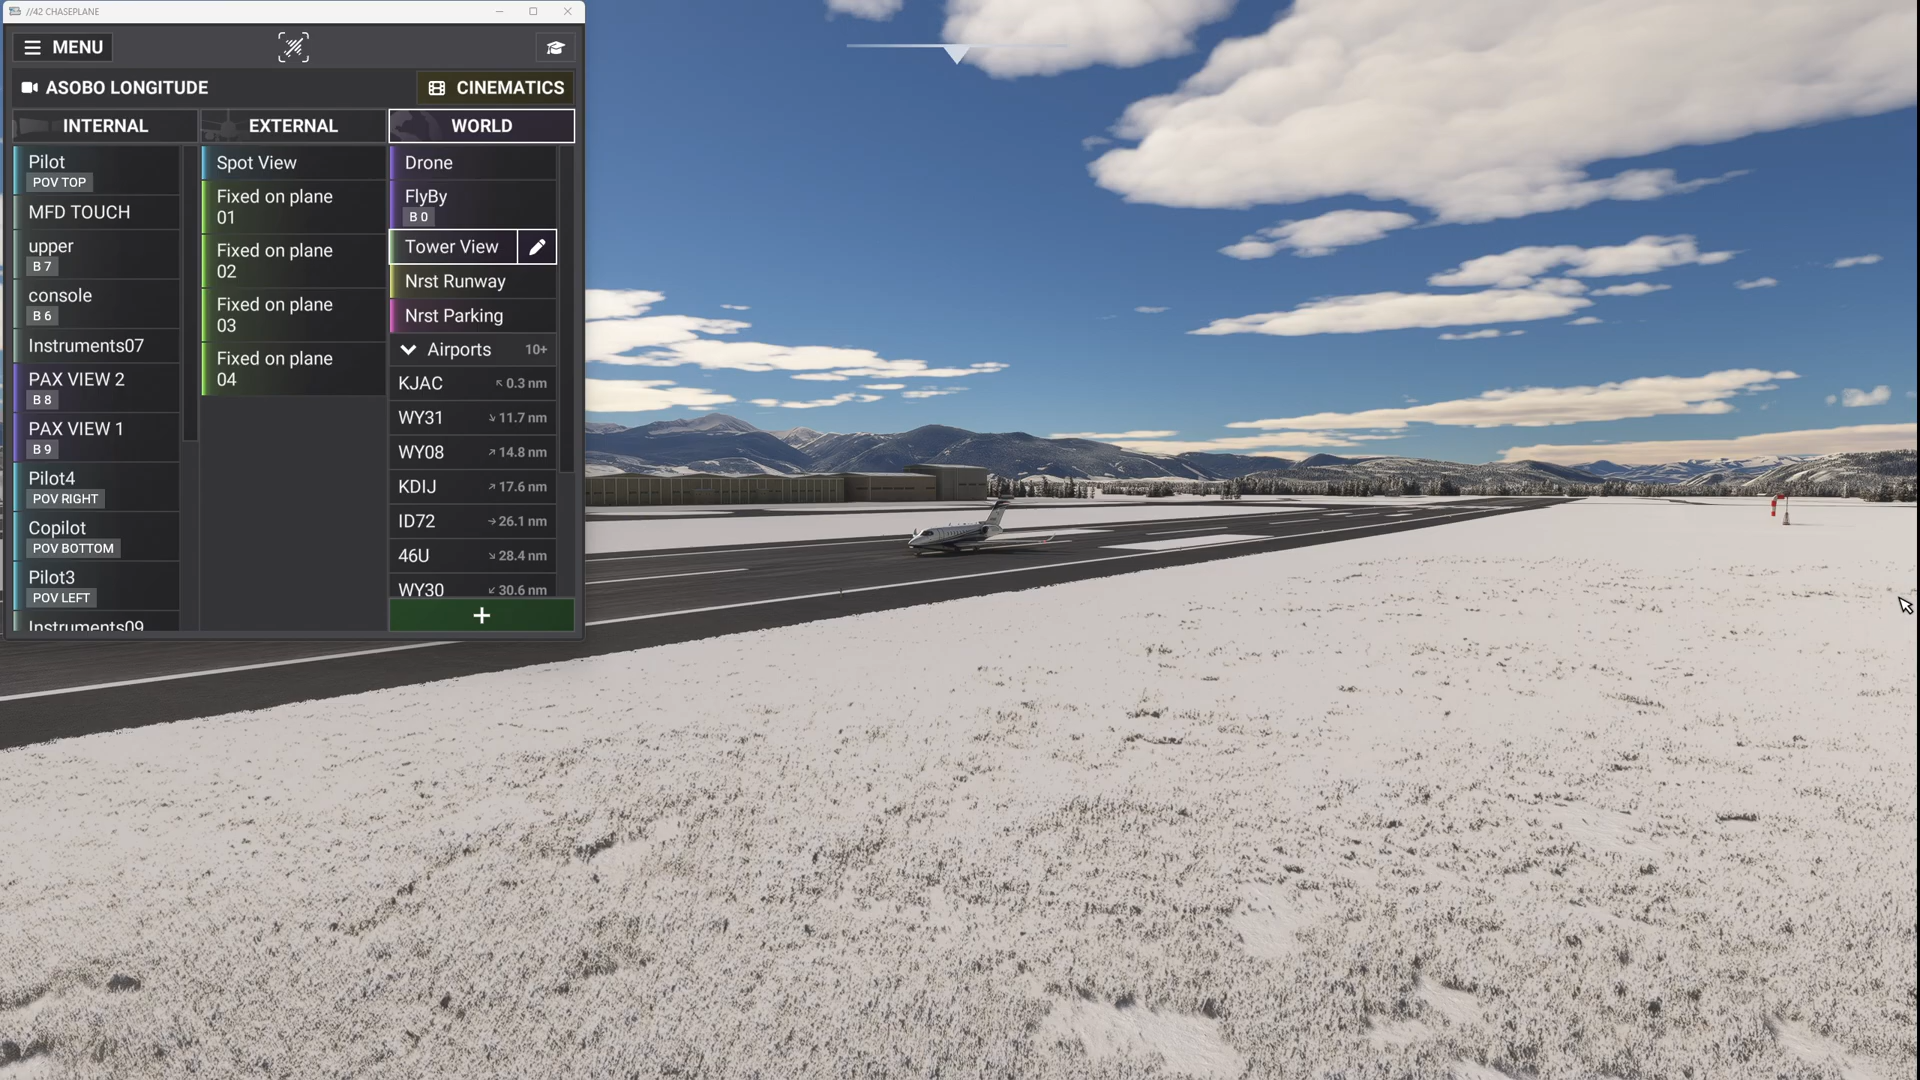 //42 CHASEPLANE
MENU
ASOBO LONGITUDE
CINEMATICS
INTERNAL
EXTERNAL
WORLD
Pilot
POV TOP
MFD TOUCH
upper
B 7
console
B 6
Instruments07
PAX VIEW 2
B 8
PAX VIEW 1
B 9
Pilot4
POV RIGHT
Copilot
POV BOTTOM
Pilot3
POV LEFT
Instruments09
Spot View
Fixed on plane
01
Fixed on plane
02
Fixed on plane
03
Fixed on plane
04
Drone
FlyBy
B 0
Tower View
Nrst Runway
Nrst Parking
Airports 10+
KJAC 0.3 nm
WY31 11.7 nm
WY08 14.8 nm
KDIJ 17.6 nm
ID72 26.1 nm
46U 28.4 nm
WY30 30.6 nm
+